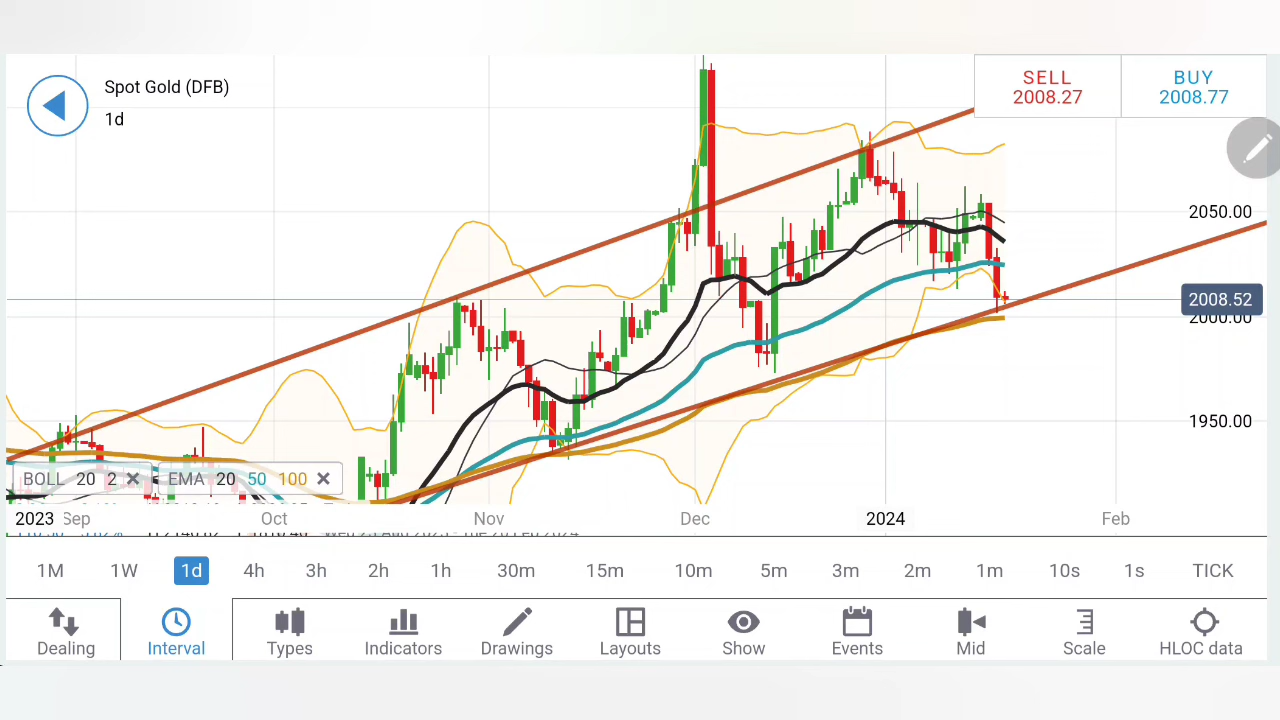 Spot Gold (DFB)
1d
SELL
2008.27
BUY
2008.77
2050.00
2008.52
2000.00
1950.00
BOLL 20 2
EMA 20 50 100
2023 Sep Oct Nov Dec 2024 Feb
1M 1W 1d 4h 3h 2h 1h 30m 15m 10m 5m 3m 2m 1m 10s 1s TICK
Dealing Interval Types Indicators Drawings Layouts Show Events Mid Scale HLOC data